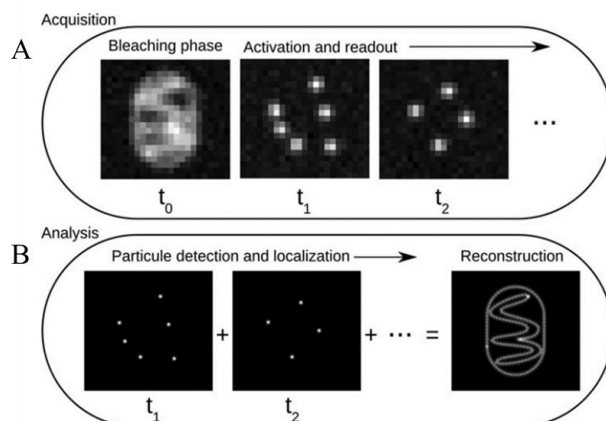 Acquisition
A
Bleaching phase
Activation and readout
t0
t1
t2
...
Analysis
B
Particule detection and localization
Reconstruction
+
+ ... =
t1
t2